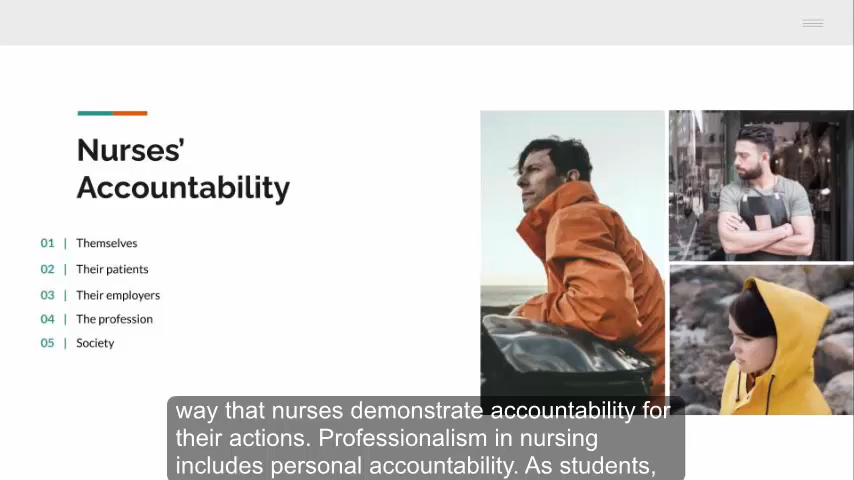 Nurses’
Accountability
01 | Themselves
02 | Their patients
03 | Their employers
04 | The profession
05 | Society
way that nurses demonstrate accountability for
their actions. Professionalism in nursing
includes personal accountability. As students,